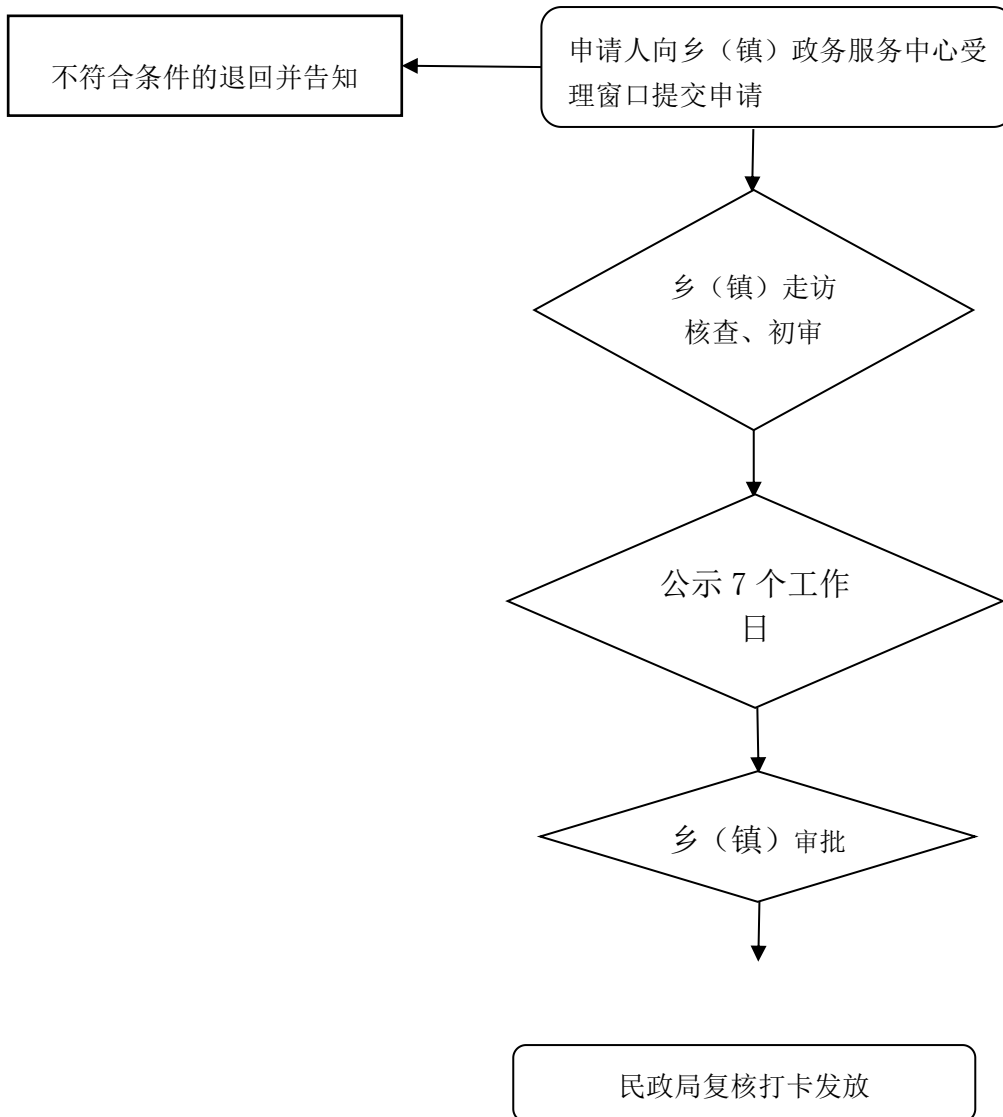 不符合条件的退回并告知
申请人向乡（镇）政务服务中心受
理窗口提交申请
乡（镇）走访
核查、初审
公示 7 个工作
日
乡（镇）审批
民政局复核打卡发放